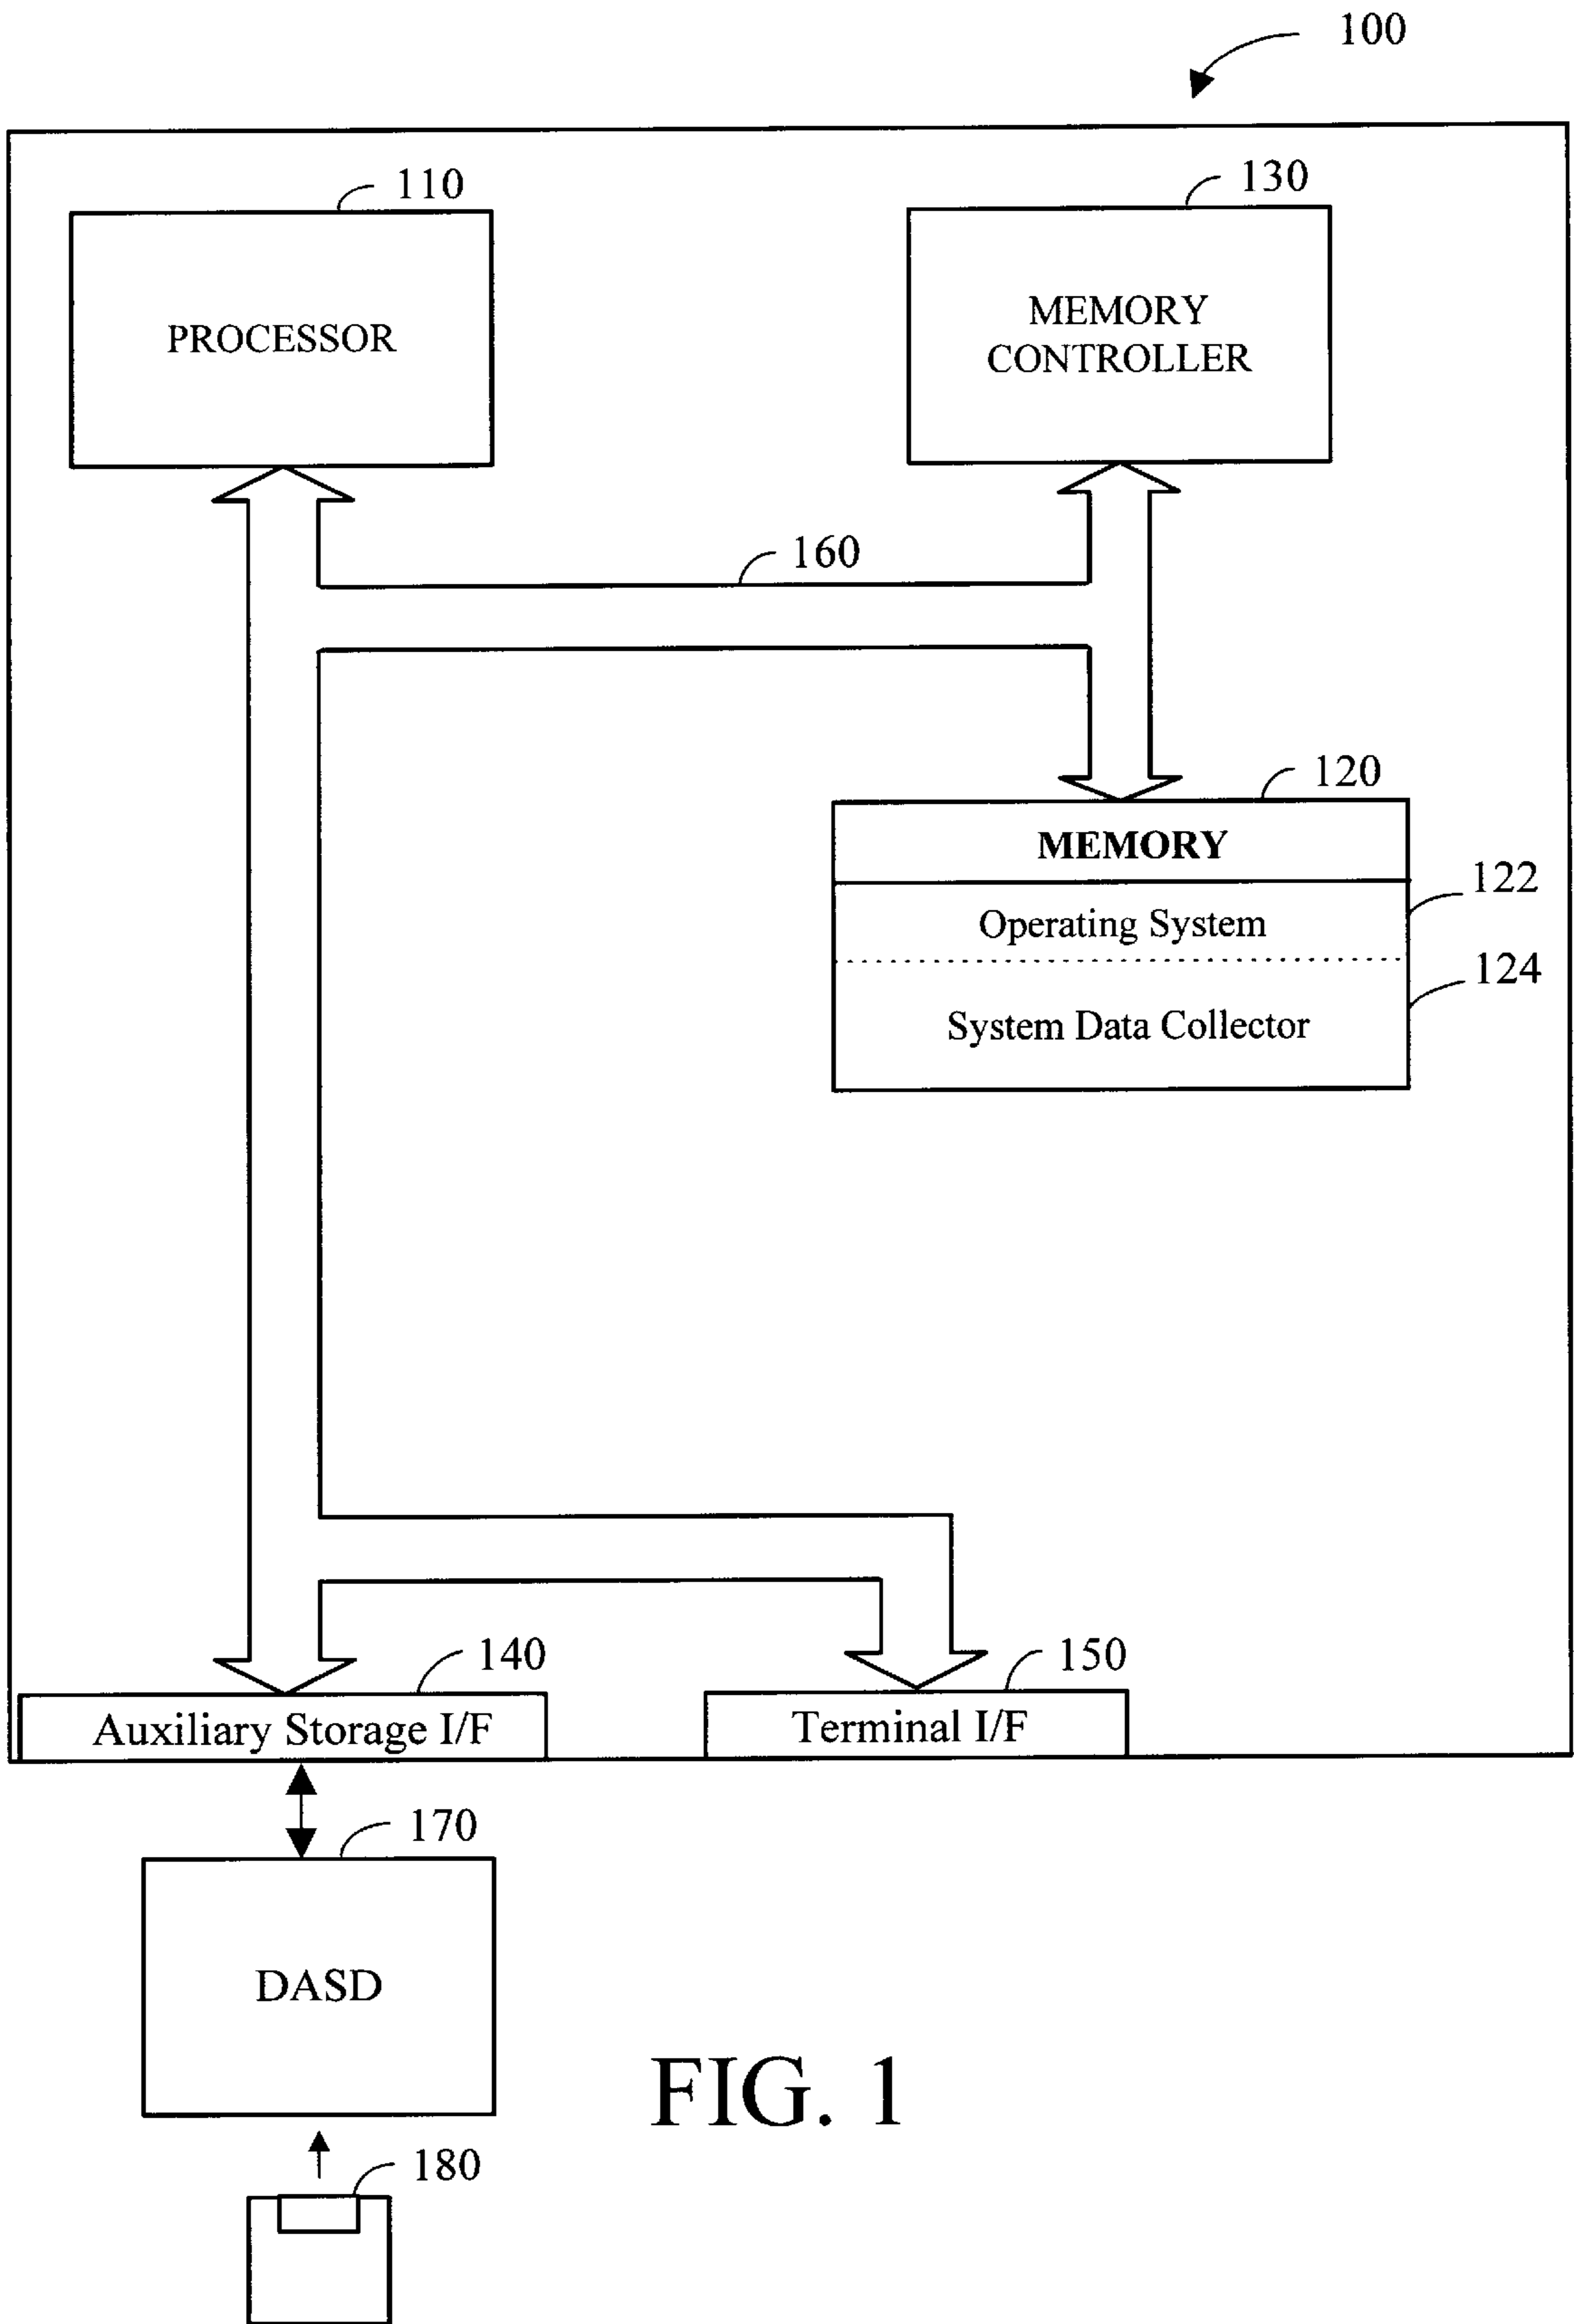 100
110
130
PROCESSOR
MEMORY
CONTROLLER
160
120
MEMORY
122
Operating System
124
System Data Collector
140
150
Auxiliary Storage I/F
Terminal I/F
170
DASD
FIG. 1
180